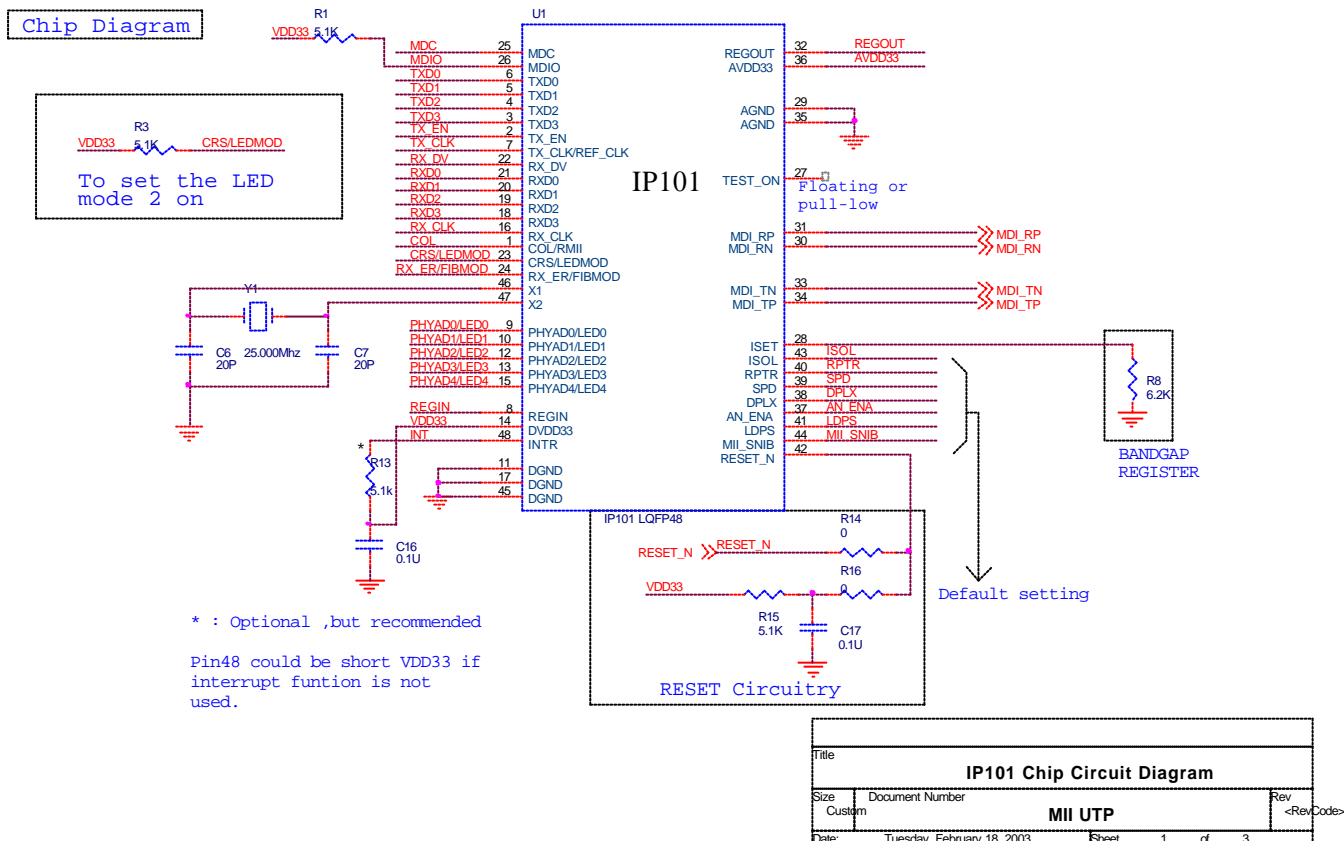 Chip Diagram
VDD33
R1
5.1K
R3
5.1K
VDD33
CRS/LEDMOD
To set the LED
mode 2 on
U1
IP101
MDC 25 MDC
MDIO 26 MDIO
TXD0 6 TXD0
TXD1 5 TXD1
TXD2 4 TXD2
TXD3 3 TXD3
TX_EN 2 TX_EN
TX_CLK 7 TX_CLK/REF_CLK
RX_DV 22 RX_DV
RXD0 21 RXD0
RXD1 20 RXD1
RXD2 19 RXD2
RXD3 18 RXD3
RX_CLK 16 RX_CLK
COL 1 COL/RMII
CRS/LEDMOD 23 CRS/LEDMOD
RX_ER/FIBMOD 24 RX_ER/FIBMOD
46 X1
47 X2
PHYAD0/LED0 9 PHYAD0/LED0
PHYAD1/LED1 10 PHYAD1/LED1
PHYAD2/LED2 12 PHYAD2/LED2
PHYAD3/LED3 13 PHYAD3/LED3
PHYAD4/LED4 15 PHYAD4/LED4
REGIN 8 REGIN
VDD33 14 DVDD33
INT 48 INTR
11 DGND
17 DGND
45 DGND
Y1
25.000Mhz
C6
20P
C7
20P
*
R13
5.1k
C16
0.1U
REGOUT 32 REGOUT
AVDD33 36 AVDD33
AGND 29
AGND 35
TEST_ON 27
Floating or
pull-low
MDI_RP 31 MDI_RP
MDI_RN 30 MDI_RN
33 MDI_TN
MDI_TP 34 MDI_TP
ISET 28
ISOL 43 ISOL
RPTR 40 RPTR
SPD 39 SPD
DPLX 38 DPLX
AN_ENA 37 AN_ENA
LDPS 41 LDPS
MII_SNIB 44 MII_SNIB
RESET_N 42
MDI_TN
R8
6.2K
BANDGAP
REGISTER
Default setting
IP101 LQFP48
RESET_N
RESET_N
R14
0
R16
0
VDD33
R15
5.1K
C17
0.1U
RESET Circuitry
* : Optional ,but recommended
Pin48 could be short VDD33 if
interrupt funtion is not
used.
Title
IP101 Chip Circuit Diagram
Size
Custom
Document Number
MII UTP
Rev
<RevCode>
Date: Tuesday, February 18, 2003
Sheet 1 of 3